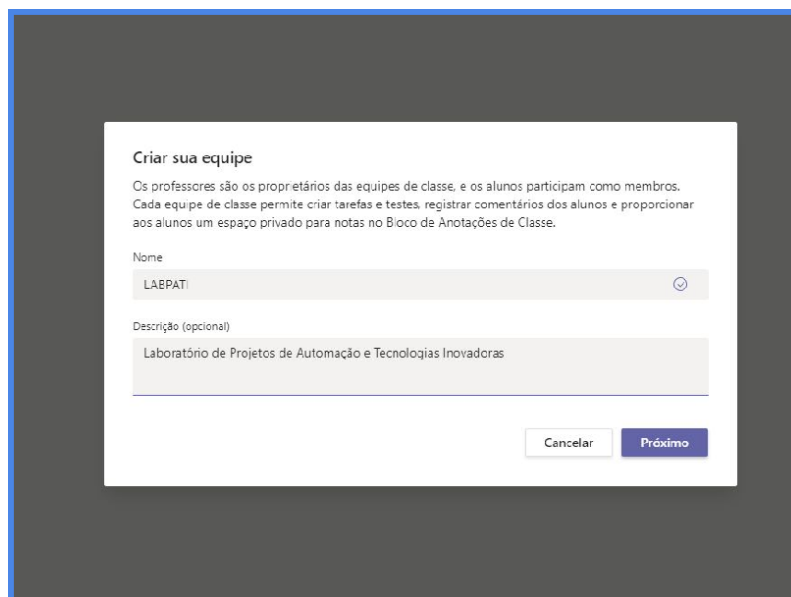 Criar sua equipe
Os professores são os proprietários das equipes de classe, e os alunos participam como membros.
Cada equipe de classe permite criar tarefas e testes, registrar comentários dos alunos e proporcionar
aos alunos um espaço privado para notas no Bloco de Anotações de Classe.
Nome
LABPATI
Descrição (opcional)
Laboratório de Projetos de Automação e Tecnologias Inovadoras
Cancelar
Próximo